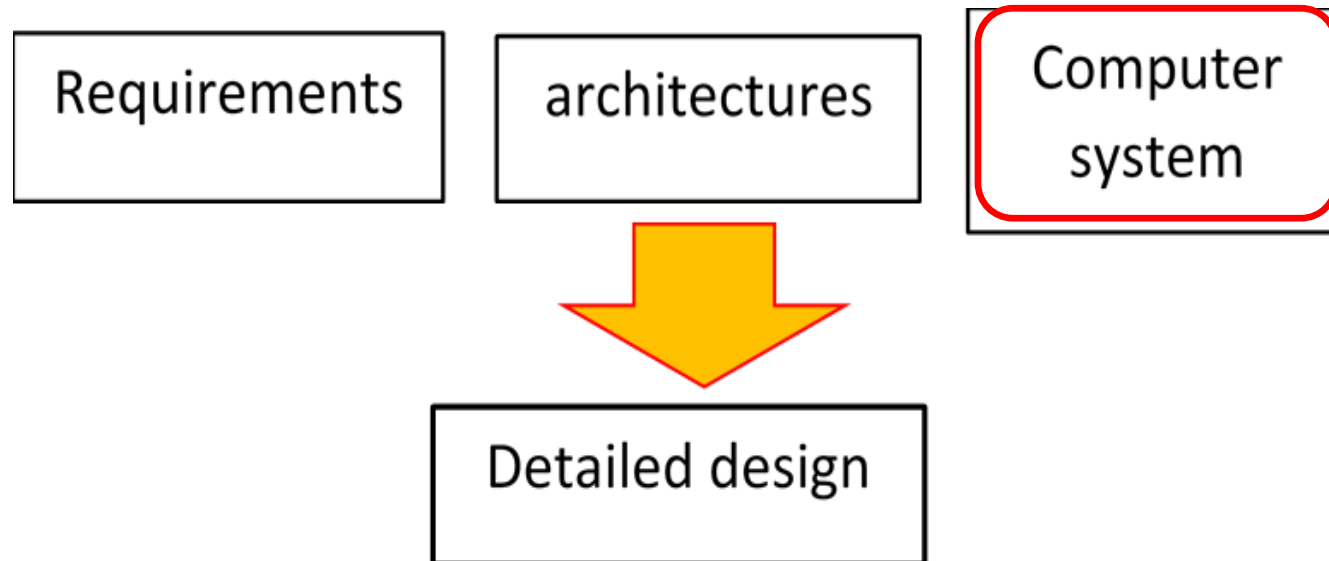 Requirements
architectures
Computer
system
Detailed design